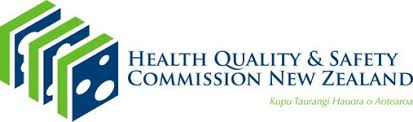 HEALTH QUALITY & SAFETY
COMMISSION NEW ZEALAND
Kupu Taurangi Hauora o Aotearoa